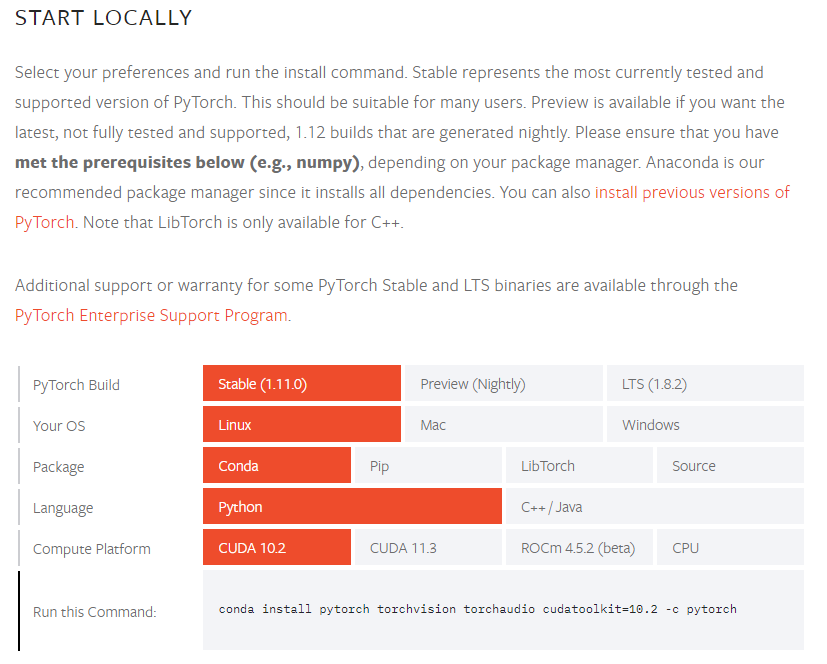 START LOCALLY
Select your preferences and run the install command. Stable represents the most currently tested and
supported version of PyTorch. This should be suitable for many users. Preview is available if you want the
latest, not fully tested and supported, 1.12 builds that are generated nightly. Please ensure that you have
met the prerequisites below (e.g., numpy), depending on your package manager. Anaconda is our
recommended package manager since it installs all dependencies. You can also install previous versions of
PyTorch. Note that LibTorch is only available for C++.
Additional support or warranty for some PyTorch Stable and LTS binaries are available through the
PyTorch Enterprise Support Program.
PyTorch Build Stable (1.11.0) Preview (Nightly) LTS (1.8.2)
Your OS Linux Mac Windows
Package Conda Pip LibTorch Source
Language Python C++ / Java
Compute Platform CUDA 10.2 CUDA 11.3 ROCm 4.5.2 (beta) CPU
Run this Command: conda install pytorch torchvision torchaudio cudatoolkit=10.2 -c pytorch